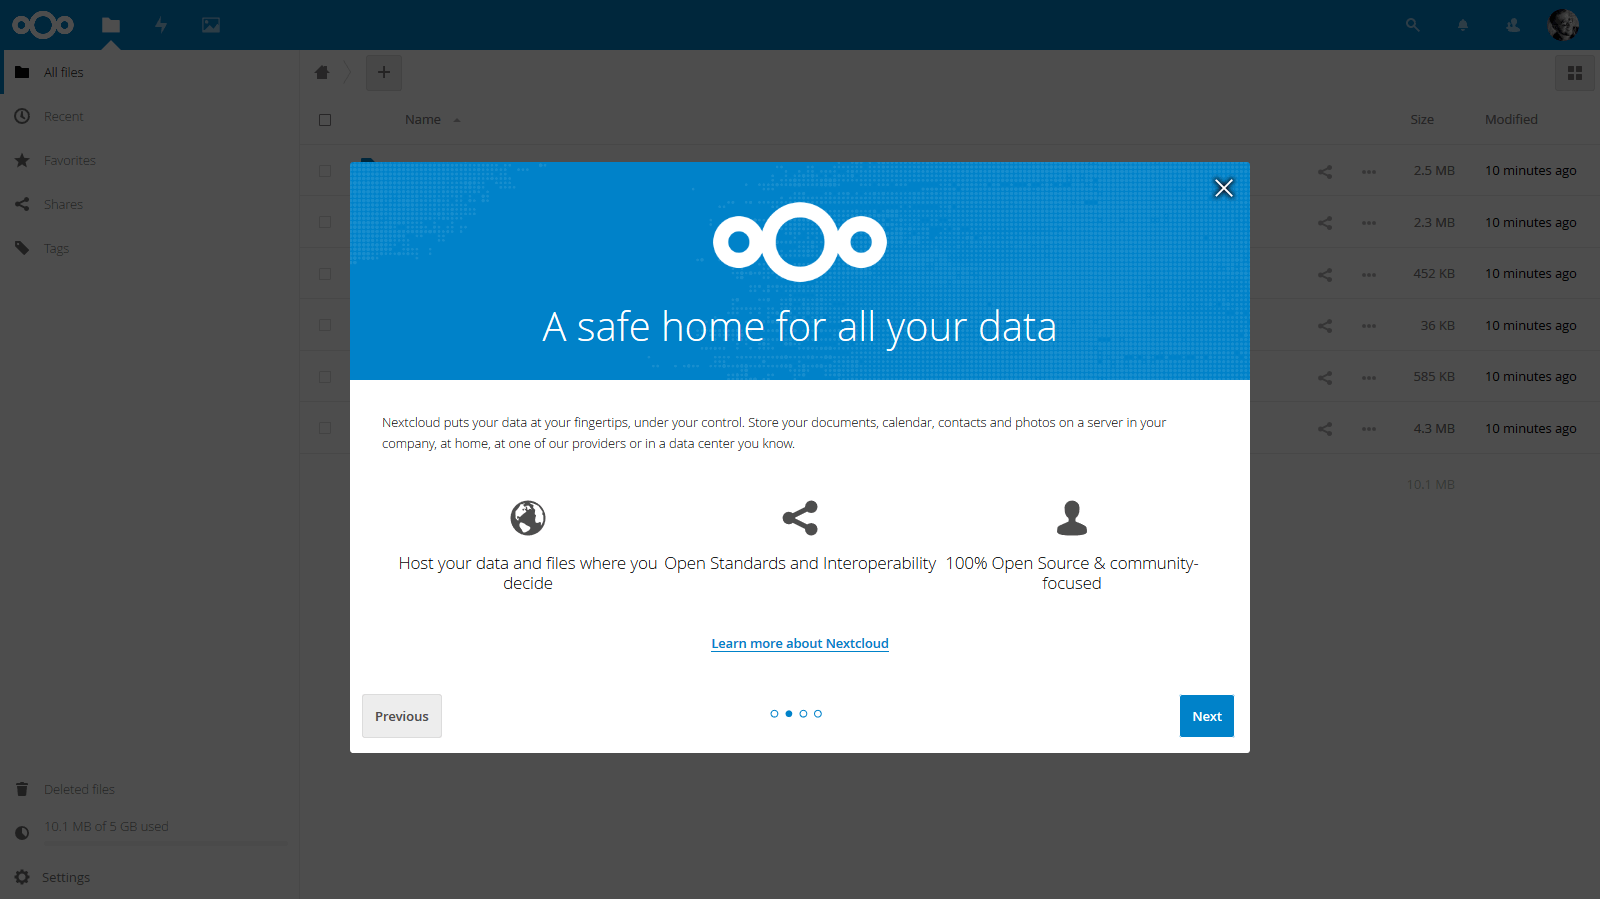 All files
Recent
Favorites
Shares
Tags
Name
Size
Modified
2.5 MB
10 minutes ago
2.3 MB
10 minutes ago
452 KB
10 minutes ago
36 KB
10 minutes ago
585 KB
10 minutes ago
4.3 MB
10 minutes ago
10.1 MB
A safe home for all your data
Nextcloud puts your data at your fingertips, under your control. Store your documents, calendar, contacts and photos on a server in your
company, at home, at one of our providers or in a data center you know.
Host your data and files where you
decide
Open Standards and Interoperability
100% Open Source & community-
focused
Learn more about Nextcloud
Previous
Next
Deleted files
10.1 MB of 5 GB used
Settings